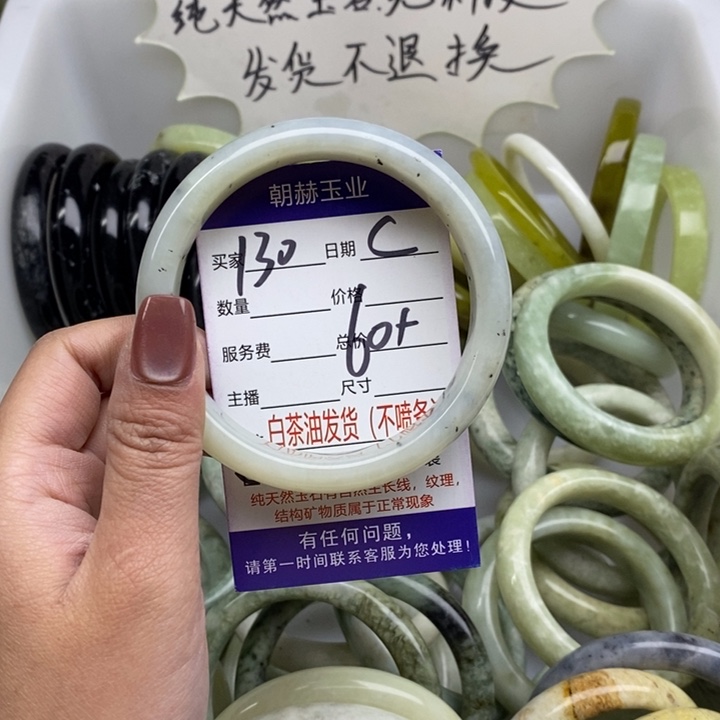 纯天然玉石
发货不退换
朝赫玉业
买家 130 日期 C
数量 价格
服务费 总价 60+
主播 尺寸
白茶油发货(不喷备
纯天然玉石有自然生长线,纹理,
结构矿物质属于正常现象
有任何问题,
请第一时间联系客服为您处理!